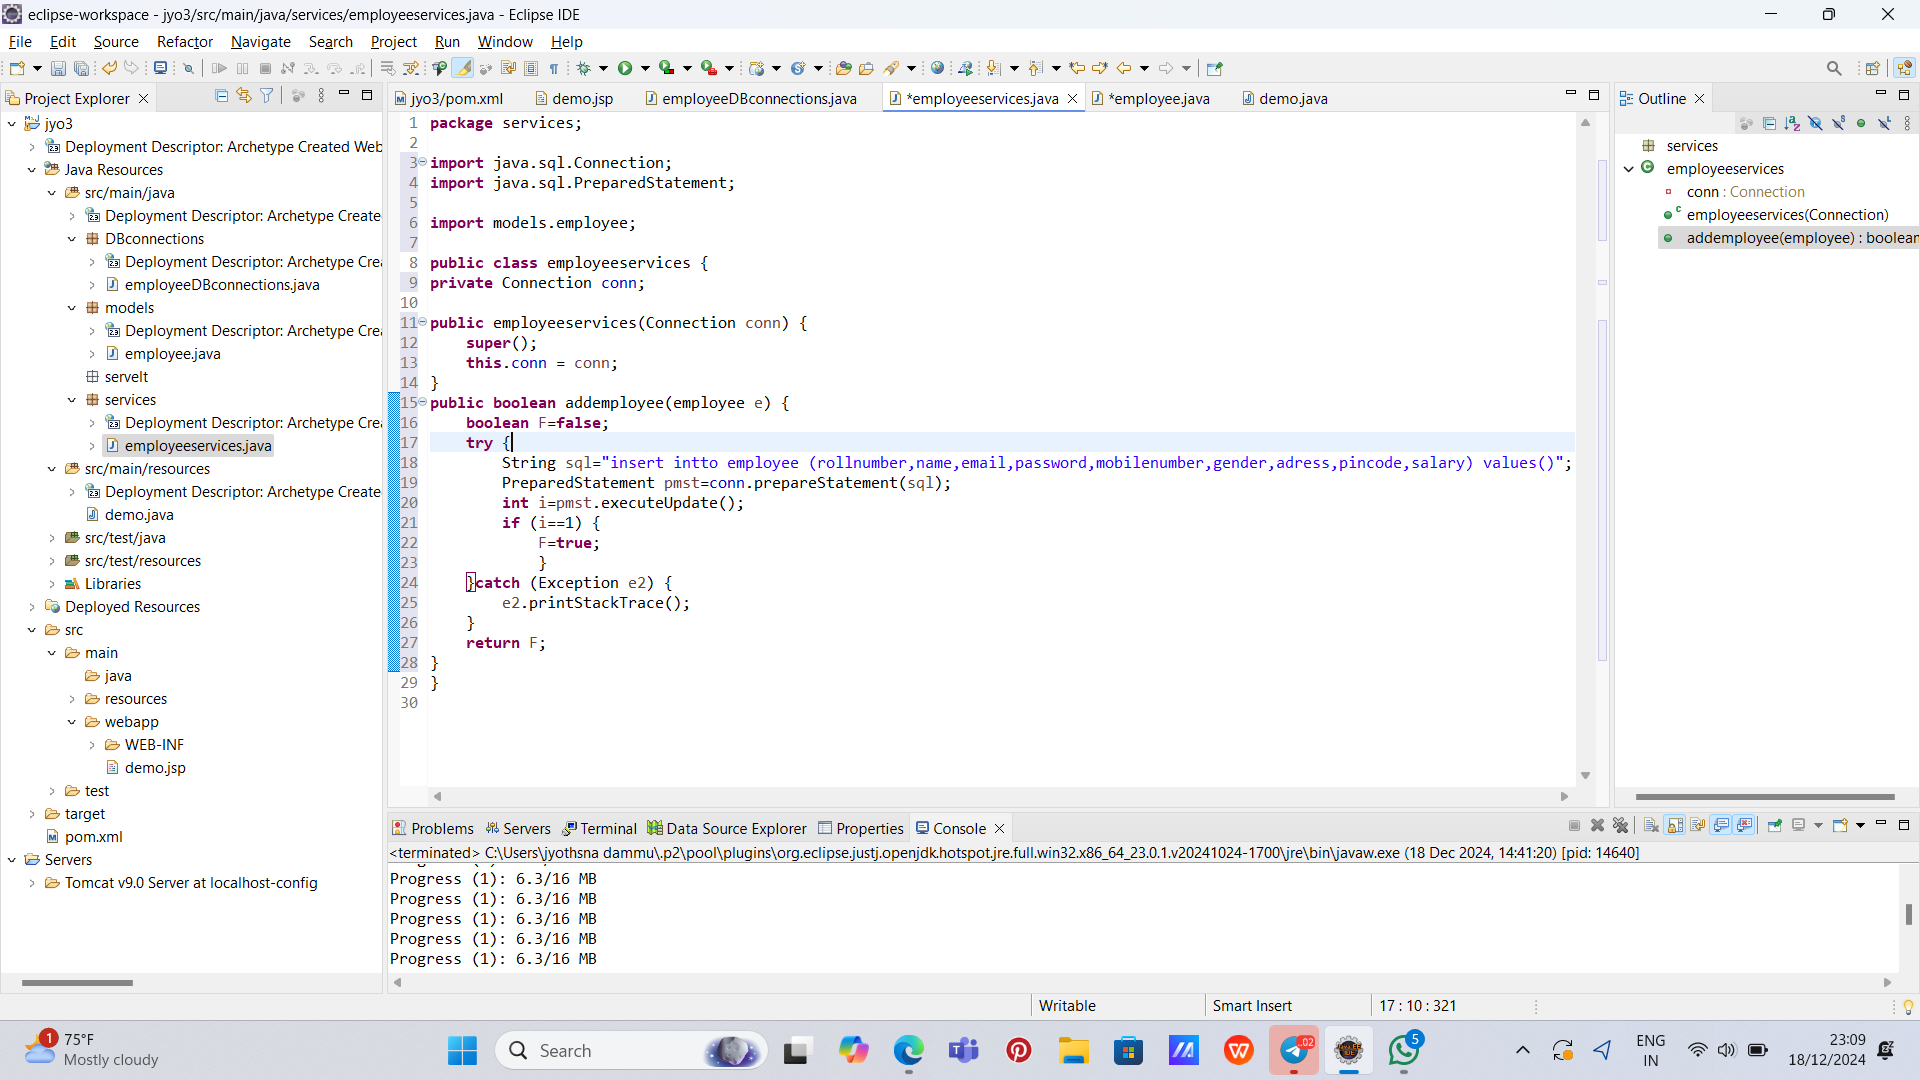 eclipse-workspace - jyo3/src/main/java/services/employeeservices.java - Eclipse IDE
File Edit Source Refactor Navigate Search Project Run Window Help
Project Explorer
jyo3
Deployment Descriptor: Archetype Created Web
Java Resources
src/main/java
Deployment Descriptor: Archetype Create
DBconnections
Deployment Descriptor: Archetype Crea
employeeDBconnections.java
models
Deployment Descriptor: Archetype Crea
employee.java
servelt
services
Deployment Descriptor: Archetype Crea
employeeservices.java
src/main/resources
Deployment Descriptor: Archetype Create
demo.java
src/test/java
src/test/resources
Libraries
Deployed Resources
src
main
java
resources
webapp
WEB-INF
demo.jsp
test
target
pom.xml
Servers
Tomcat v9.0 Server at localhost-config
jyo3/pom.xml demo.jsp employeeDBconnections.java *employeeservices.java *employee.java demo.java
1 package services;
2
3 import java.sql.Connection;
4 import java.sql.PreparedStatement;
5
6 import models.employee;
7
8 public class employeeservices {
9 private Connection conn;
10
11 public employeeservices(Connection conn) {
12 super();
13 this.conn = conn;
14 }
15 public boolean addemployee(employee e) {
16 boolean F=false;
17 try {
18 String sql="insert intto employee (rollnumber,name,email,password,mobilenumber,gender,adress,pincode,salary) values()";
19 PreparedStatement pmst=conn.prepareStatement(sql);
20 int i=pmst.executeUpdate();
21 if (i==1) {
22 F=true;
23 }
24 }catch (Exception e2) {
25 e2.printStackTrace();
26 }
27 return F;
28 }
29 }
30
Outline
services
employeeservices
conn : Connection
employeeservices(Connection)
addemployee(employee) : boolean
Problems Servers Terminal Data Source Explorer Properties Console
<terminated> C:\Users\jyothsna dammu\.p2\pool\plugins\org.eclipse.justj.openjdk.hotspot.jre.full.win32.x86_64_23.0.1.v20241024-1700\jre\bin\javaw.exe (18 Dec 2024, 14:41:20) [pid: 14640]
Progress (1): 6.3/16 MB
Progress (1): 6.3/16 MB
Progress (1): 6.3/16 MB
Progress (1): 6.3/16 MB
Progress (1): 6.3/16 MB
Writable Smart Insert 17 : 10 : 321
1
75°F
Mostly cloudy
Search
.02
5
ENG
IN
23:09
18/12/2024